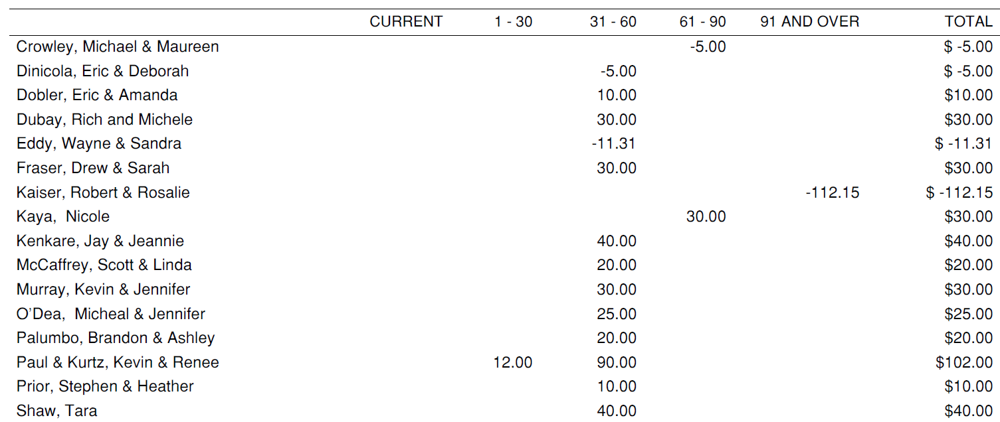 CURRENT 1 - 30 31 - 60 61 - 90 91 AND OVER TOTAL
Crowley, Michael & Maureen -5.00 $ -5.00
Dinicola, Eric & Deborah -5.00 $ -5.00
Dobler, Eric & Amanda 10.00 $10.00
Dubay, Rich and Michele 30.00 $30.00
Eddy, Wayne & Sandra -11.31 $ -11.31
Fraser, Drew & Sarah 30.00 $30.00
Kaiser, Robert & Rosalie -112.15 $ -112.15
Kaya,  Nicole 30.00 $30.00
Kenkare, Jay & Jeannie 40.00 $40.00
McCaffrey, Scott & Linda 20.00 $20.00
Murray, Kevin & Jennifer 30.00 $30.00
O’Dea,  Micheal & Jennifer 25.00 $25.00
Palumbo, Brandon & Ashley 20.00 $20.00
Paul & Kurtz, Kevin & Renee 12.00 90.00 $102.00
Prior, Stephen & Heather 10.00 $10.00
Shaw, Tara 40.00 $40.00